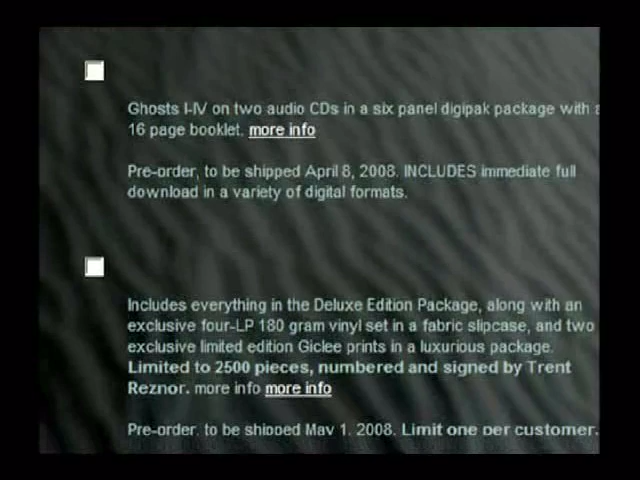 Ghosts I-IV on two audio CDs in a six panel digipak package with a
16 page booklet. more info
Pre-order, to be shipped April 8, 2008. INCLUDES immediate full
download in a variety of digital formats.
Includes everything in the Deluxe Edition Package, along with an
exclusive four-LP 180 gram vinyl set in a fabric slipcase, and two
exclusive limited edition Giclee prints in a luxurious package.
Limited to 2500 pieces, numbered and signed by Trent
Reznor. more info more info
Pre-order, to be shipped May 1, 2008. Limit one per customer.